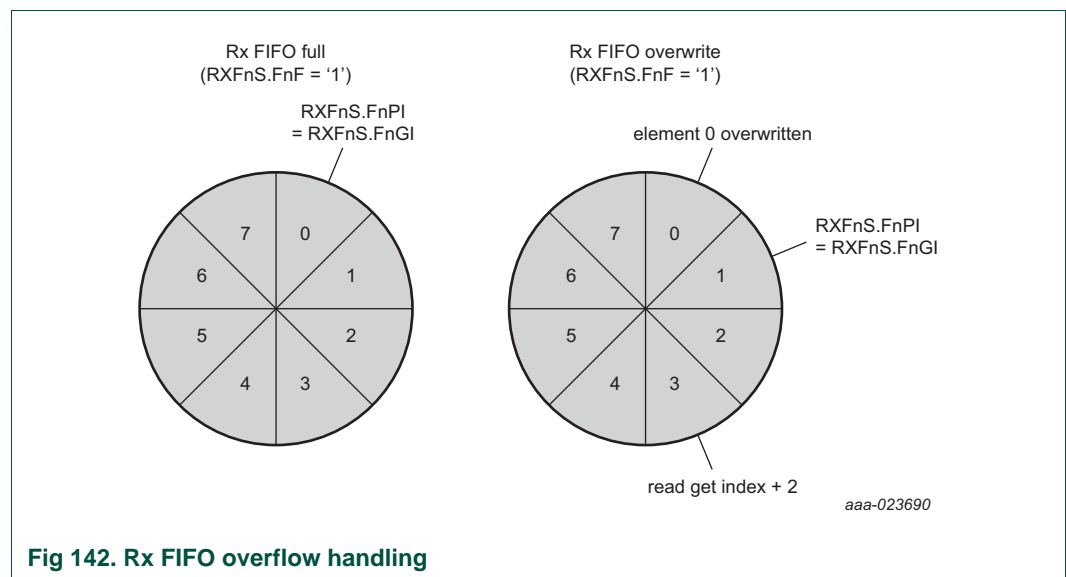 Rx FIFO full
(RXFnS.FnF = ‘1’)
RXFnS.FnPI
= RXFnS.FnGI
7
0
6
1
5
2
4
3
Rx FIFO overwrite
(RXFnS.FnF = ‘1’)
element 0 overwritten
RXFnS.FnPI
= RXFnS.FnGI
7
0
6
1
5
2
4
3
read get index + 2
aaa-023690
Fig 142. Rx FIFO overflow handling